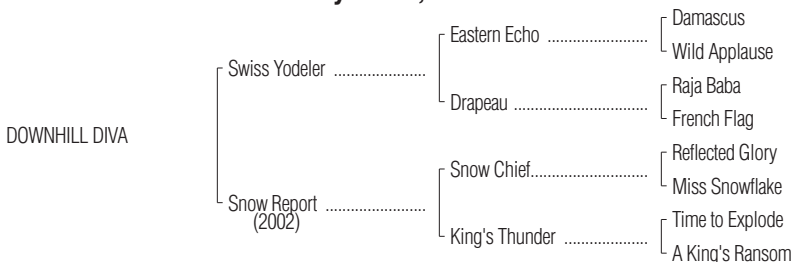 Damascus
Eastern Echo ........................
Wild Applause
Swiss Yodeler ......................
Raja Baba
Drapeau ................................
French Flag
DOWNHILL DIVA
Reflected Glory
Snow Chief............................
Miss Snowflake
Snow Report ........................
(2002)
Time to Explode
King's Thunder ....................
A King's Ransom